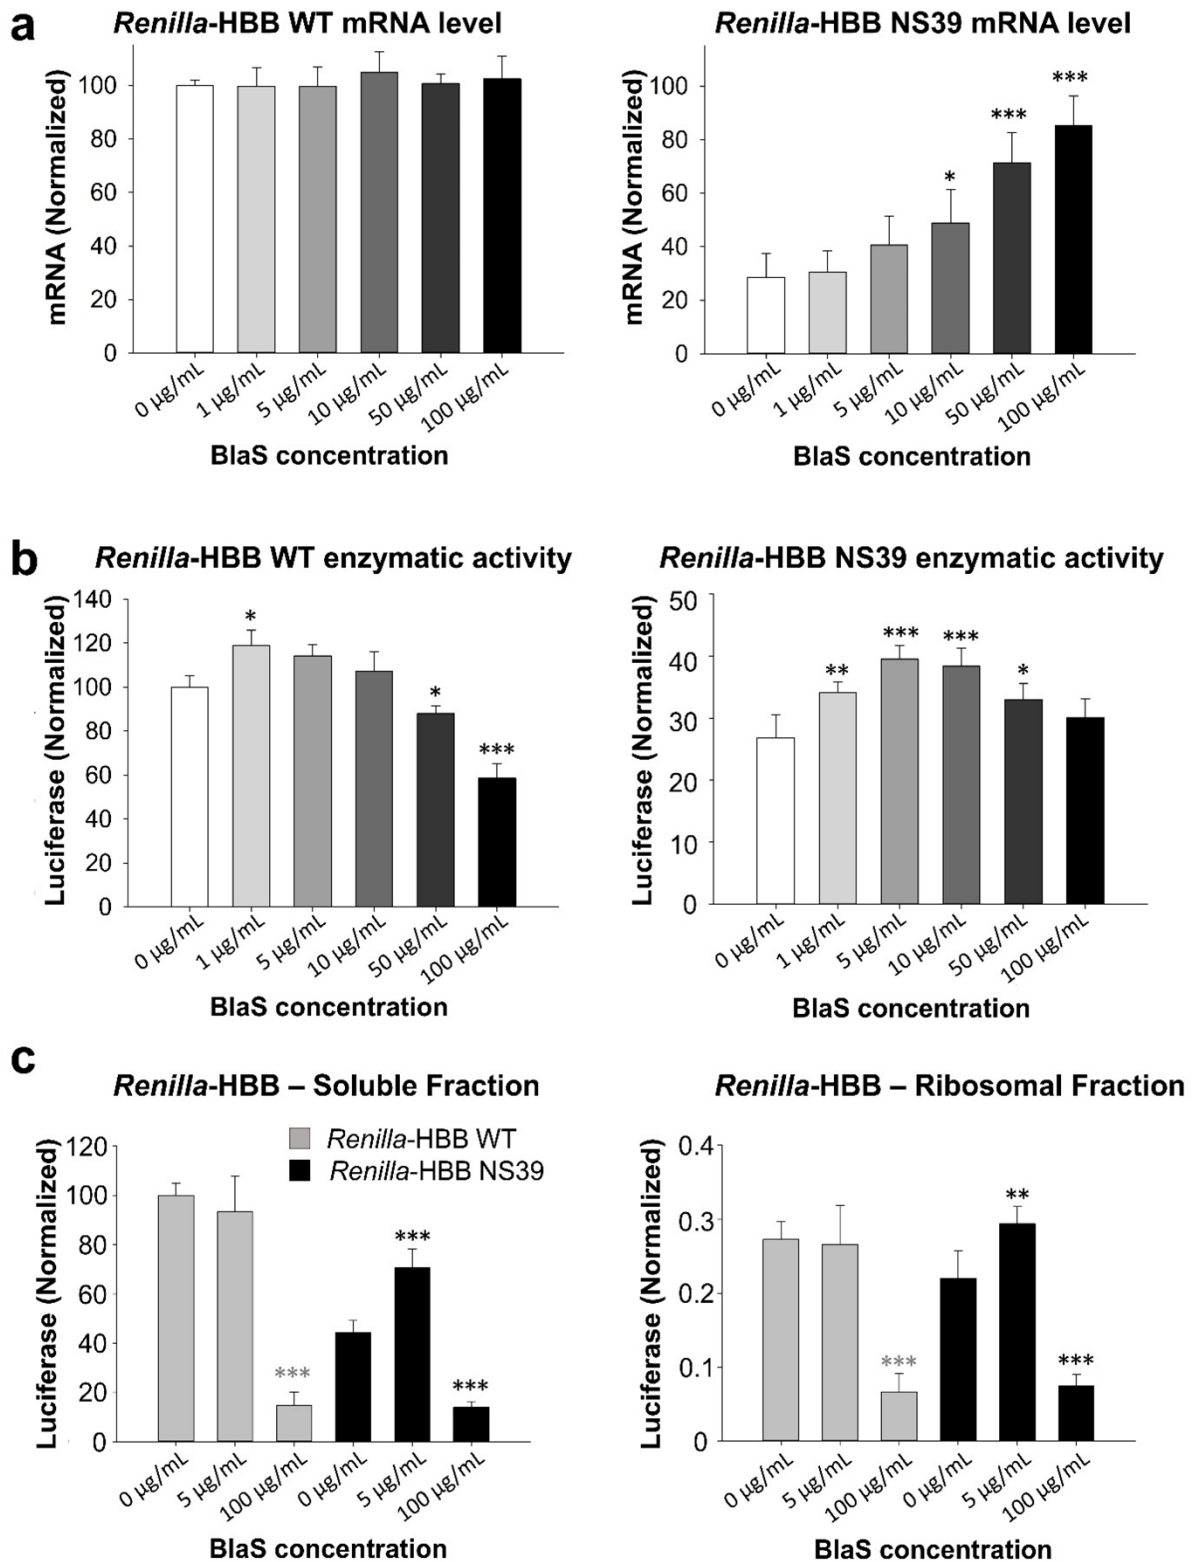 a
Renilla-HBB WT mRNA level
Renilla-HBB NS39 mRNA level
mRNA (Normalized)
100
80
60
40
20
0
0 µg/mL
1 µg/mL
5 µg/mL
10 µg/mL
50 µg/mL
100 µg/mL
BlaS concentration
mRNA (Normalized)
100
80
60
40
20
0
*
***
***
0 µg/mL
1 µg/mL
5 µg/mL
10 µg/mL
50 µg/mL
100 µg/mL
BlaS concentration
b
Renilla-HBB WT enzymatic activity
Renilla-HBB NS39 enzymatic activity
Luciferase (Normalized)
140
120
100
80
60
40
20
0
*
*
***
0 µg/mL
1 µg/mL
5 µg/mL
10 µg/mL
50 µg/mL
100 µg/mL
BlaS concentration
Luciferase (Normalized)
50
40
30
20
10
0
**
***
***
*
0 µg/mL
1 µg/mL
5 µg/mL
10 µg/mL
50 µg/mL
100 µg/mL
BlaS concentration
c
Renilla-HBB – Soluble Fraction
Renilla-HBB – Ribosomal Fraction
Renilla-HBB WT
Renilla-HBB NS39
Luciferase (Normalized)
120
100
80
60
40
20
0
***
***
***
0 µg/mL
5 µg/mL
100 µg/mL
0 µg/mL
5 µg/mL
100 µg/mL
BlaS concentration
Luciferase (Normalized)
0.4
0.3
0.2
0.1
0
***
**
***
0 µg/mL
5 µg/mL
100 µg/mL
0 µg/mL
5 µg/mL
100 µg/mL
BlaS concentration